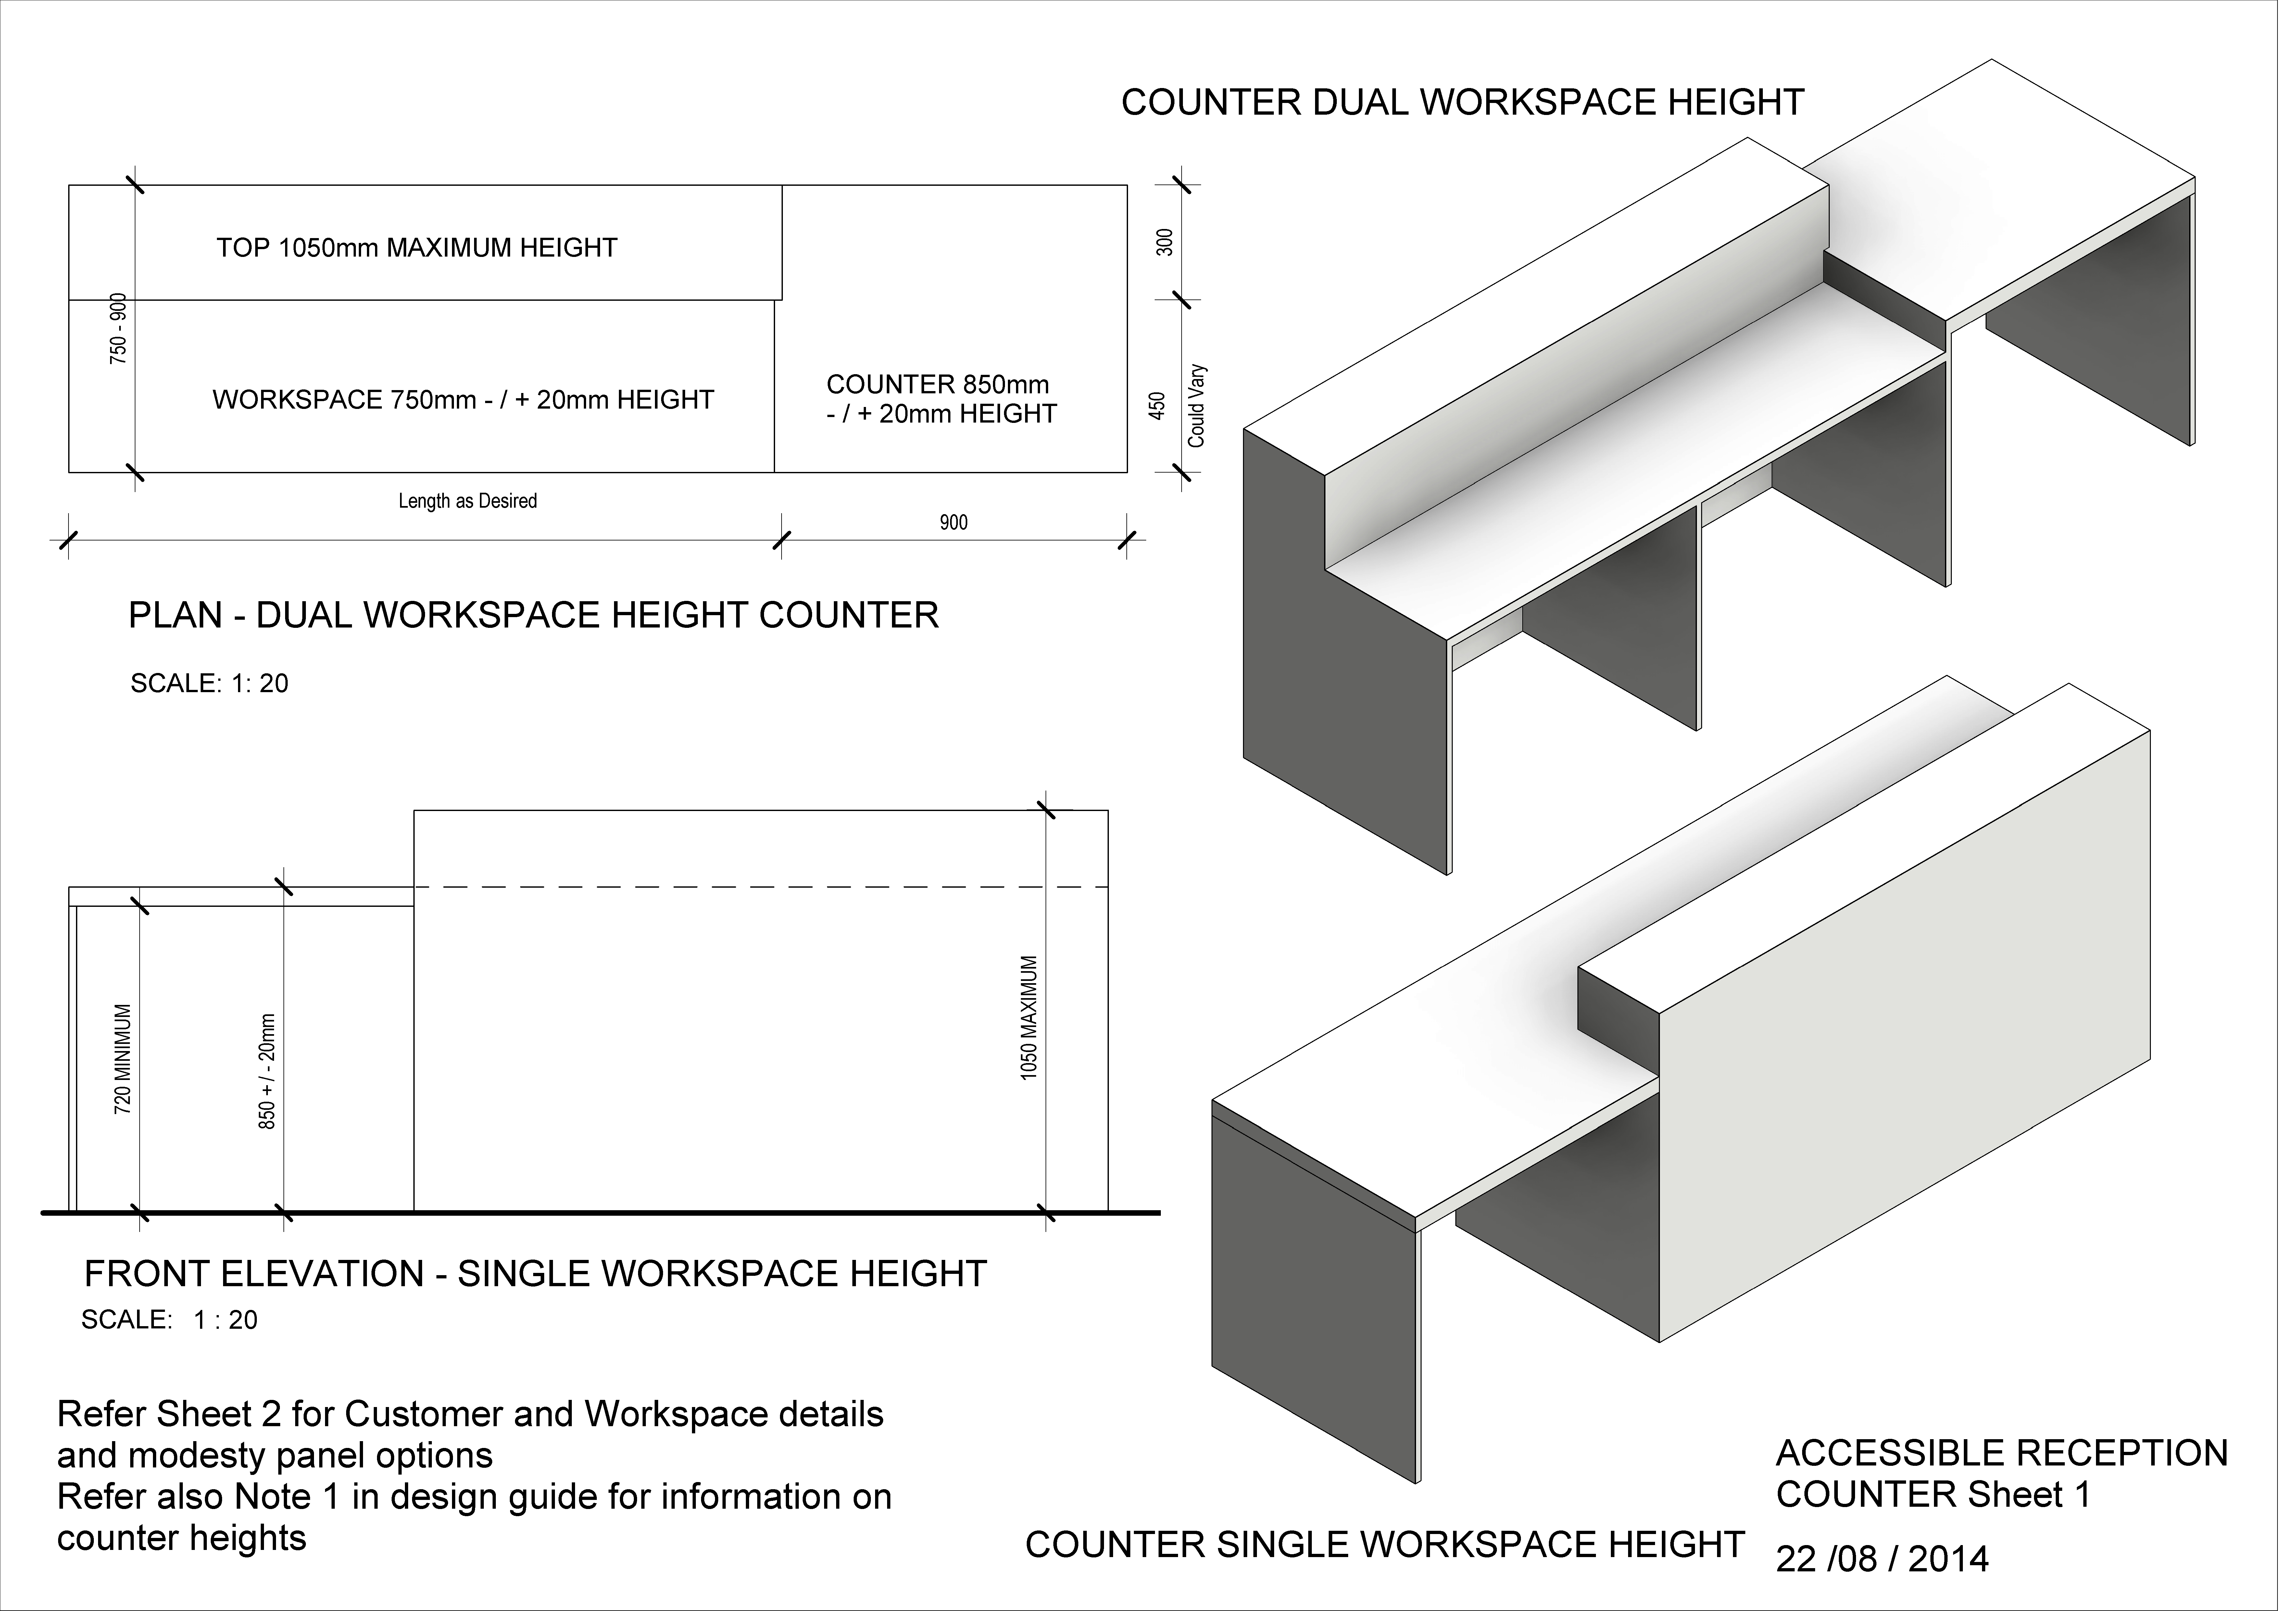 COUNTER DUAL WORKSPACE HEIGHT
TOP 1050mm MAXIMUM HEIGHT
750 - 900
WORKSPACE 750mm - / + 20mm HEIGHT
COUNTER 850mm
- / + 20mm HEIGHT
300
450
Could Vary
Length as Desired
900
PLAN - DUAL WORKSPACE HEIGHT COUNTER
SCALE: 1: 20
720 MINIMUM
850 + / - 20mm
1050 MAXIMUM
FRONT ELEVATION - SINGLE WORKSPACE HEIGHT
SCALE: 1 : 20
Refer Sheet 2 for Customer and Workspace details
and modesty panel options
Refer also Note 1 in design guide for information on
counter heights
COUNTER SINGLE WORKSPACE HEIGHT
ACCESSIBLE RECEPTION
COUNTER Sheet 1
22 /08 / 2014